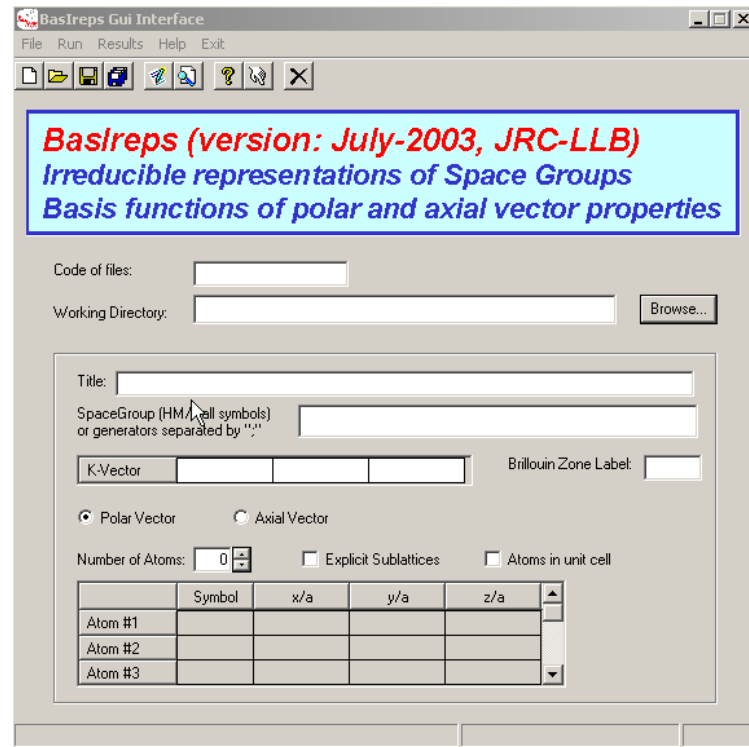 BasIreps Gui Interface
File Run Results Help Exit
BasIreps (version: July-2003, JRC-LLB)
Irreducible representations of Space Groups
Basis functions of polar and axial vector properties
Code of files:
Working Directory:
Browse...
Title:
SpaceGroup (HM/ all symbols)
or generators separated by ";"
K-Vector
Brillouin Zone Label:
Polar Vector
Axial Vector
Number of Atoms: 0
Explicit Sublattices
Atoms in unit cell
Symbol x/a y/a z/a
Atom #1
Atom #2
Atom #3